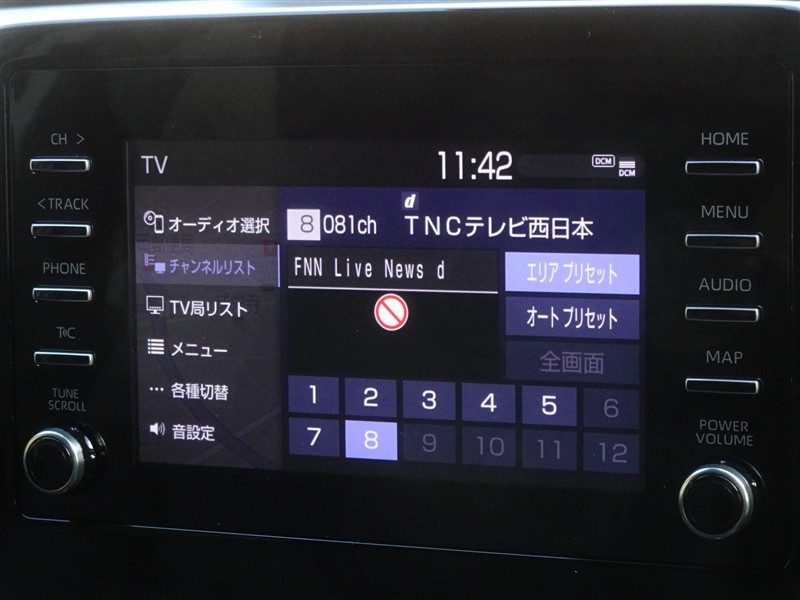 CH >
< TRACK
PHONE
T
C
TUNE
SCROLL
TV
11:42
DCM
DCM
オーディオ選択
チャンネルリスト
TV局リスト
メニュー
各種切替
音設定
d
8 081ch TNCテレビ西日本
FNN Live News d
エリアプリセット
オートプリセット
全画面
1 2 3 4 5 6
7 8 9 10 11 12
HOME
MENU
AUDIO
MAP
POWER
VOLUME